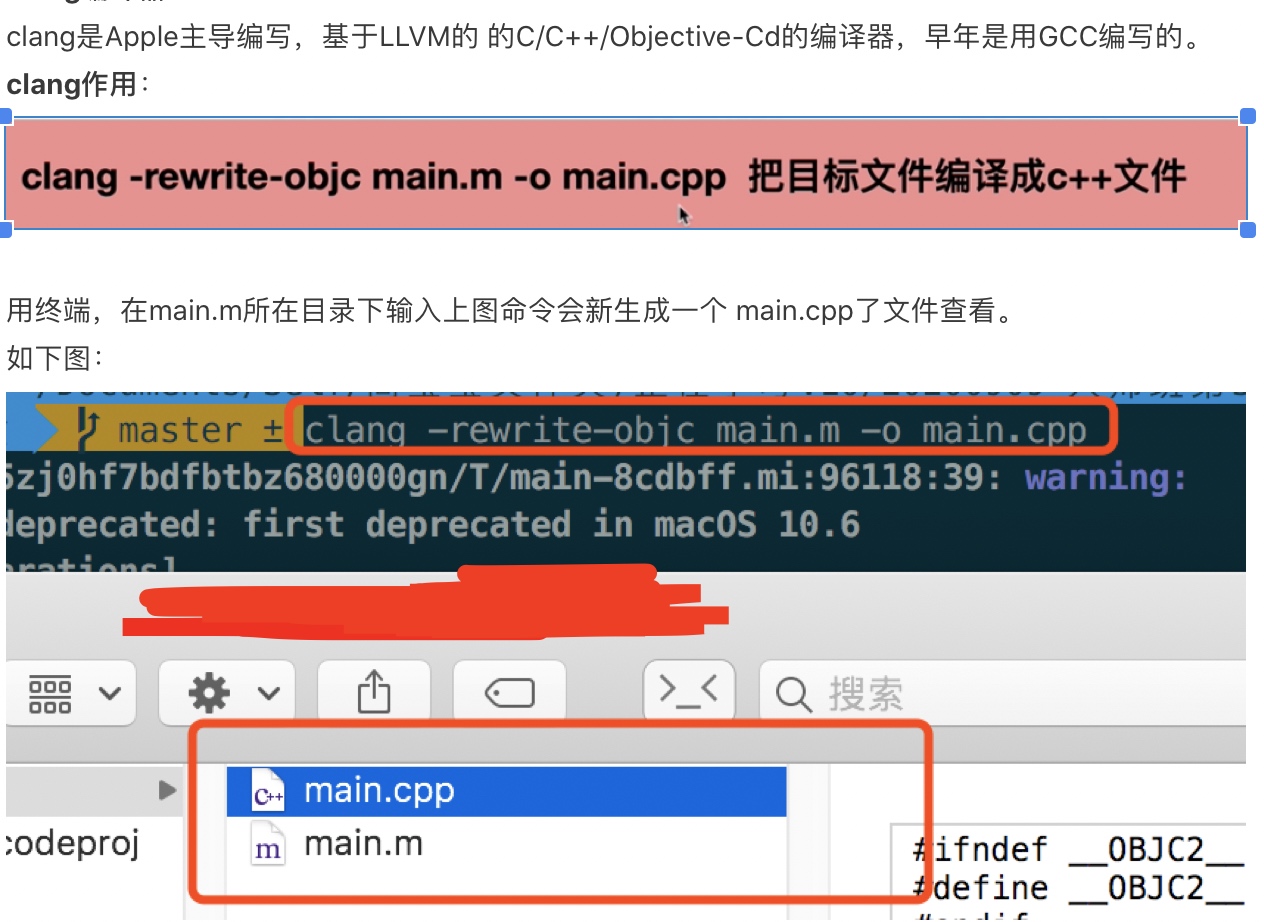 clang是Apple主导编写，基于LLVM的 的C/C++/Objective-Cd的编译器，早年是用GCC编写的。
clang作用：
clang -rewrite-objc main.m -o main.cpp 把目标文件编译成c++文件
用终端，在main.m所在目录下输入上图命令会新生成一个 main.cpp了文件查看。
如下图：
master ± clang -rewrite-objc main.m -o main.cpp
5zj0hf7bdfbtbz680000gn/T/main-8cdbff.mi:96118:39: warning:
deprecated: first deprecated in macOS 10.6
搜索
main.cpp
codeproj
main.m
#ifndef __OBJC2__
#define __OBJC2__